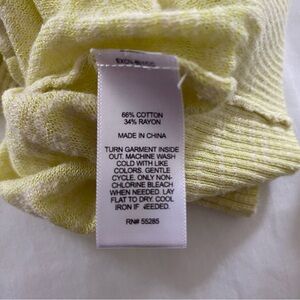 66% COTTON
34% RAYON
MADE IN CHINA
TURN GARMENT INSIDE
OUT. MACHINE WASH
COLD WITH LIKE
COLORS. GENTLE
CYCLE. ONLY NON-
CHLORINE BLEACH
WHEN NEEDED. LAY
FLAT TO DRY. COOL
IRON IF NEEDED.
RN# 55285